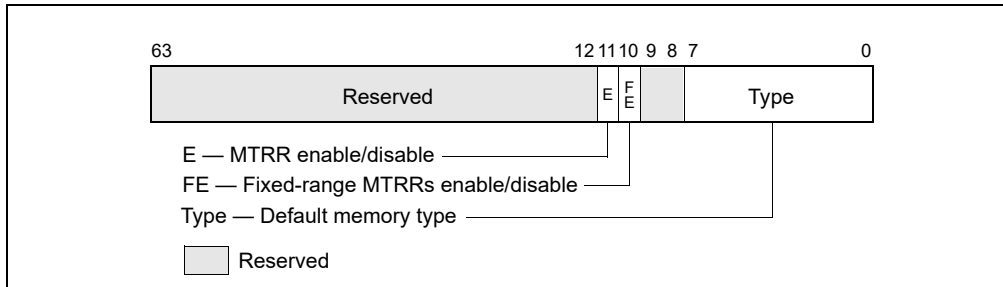 63 12 11 10 9 8 7 0
Reserved E FE Type
E — MTRR enable/disable
FE — Fixed-range MTRRs enable/disable
Type — Default memory type
Reserved